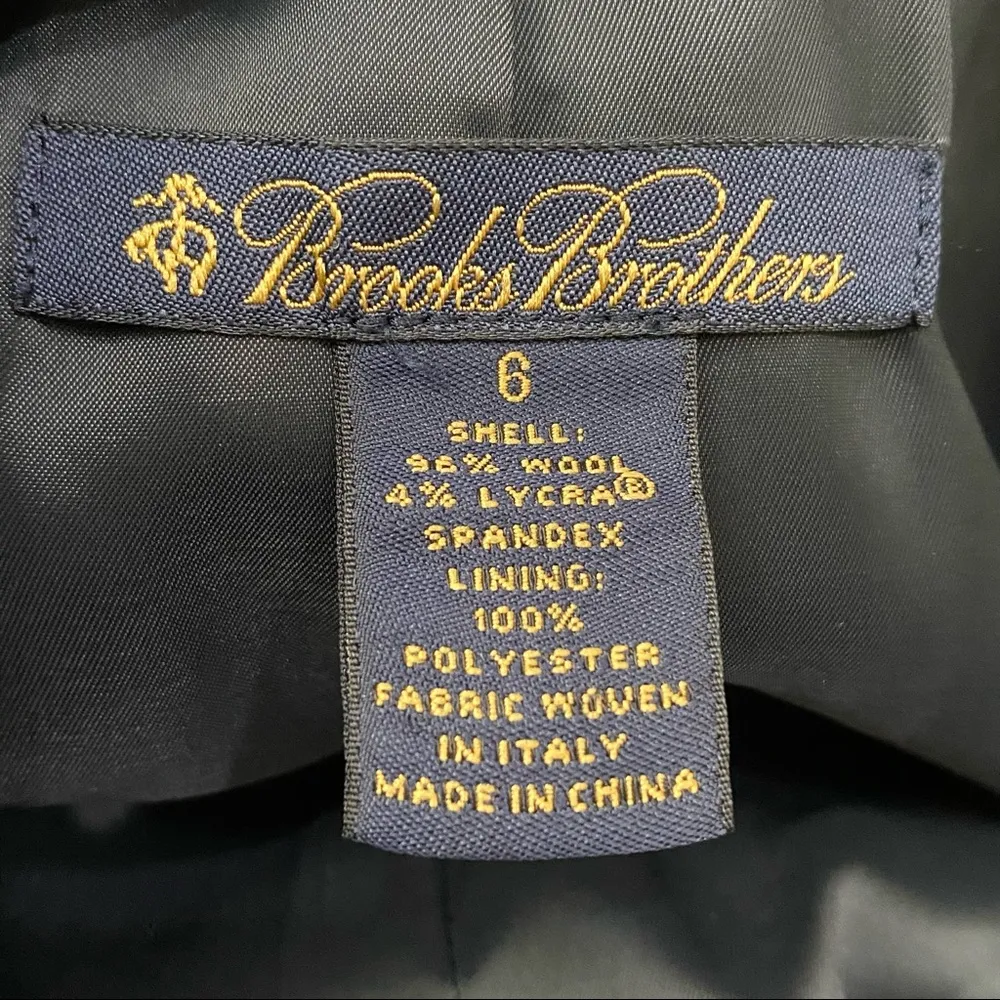 Brooks Brothers
6
SHELL:
96% WOOL
4% LYCRA®
SPANDEX
LINING:
100%
POLYESTER
FABRIC WOVEN
IN ITALY
MADE IN CHINA